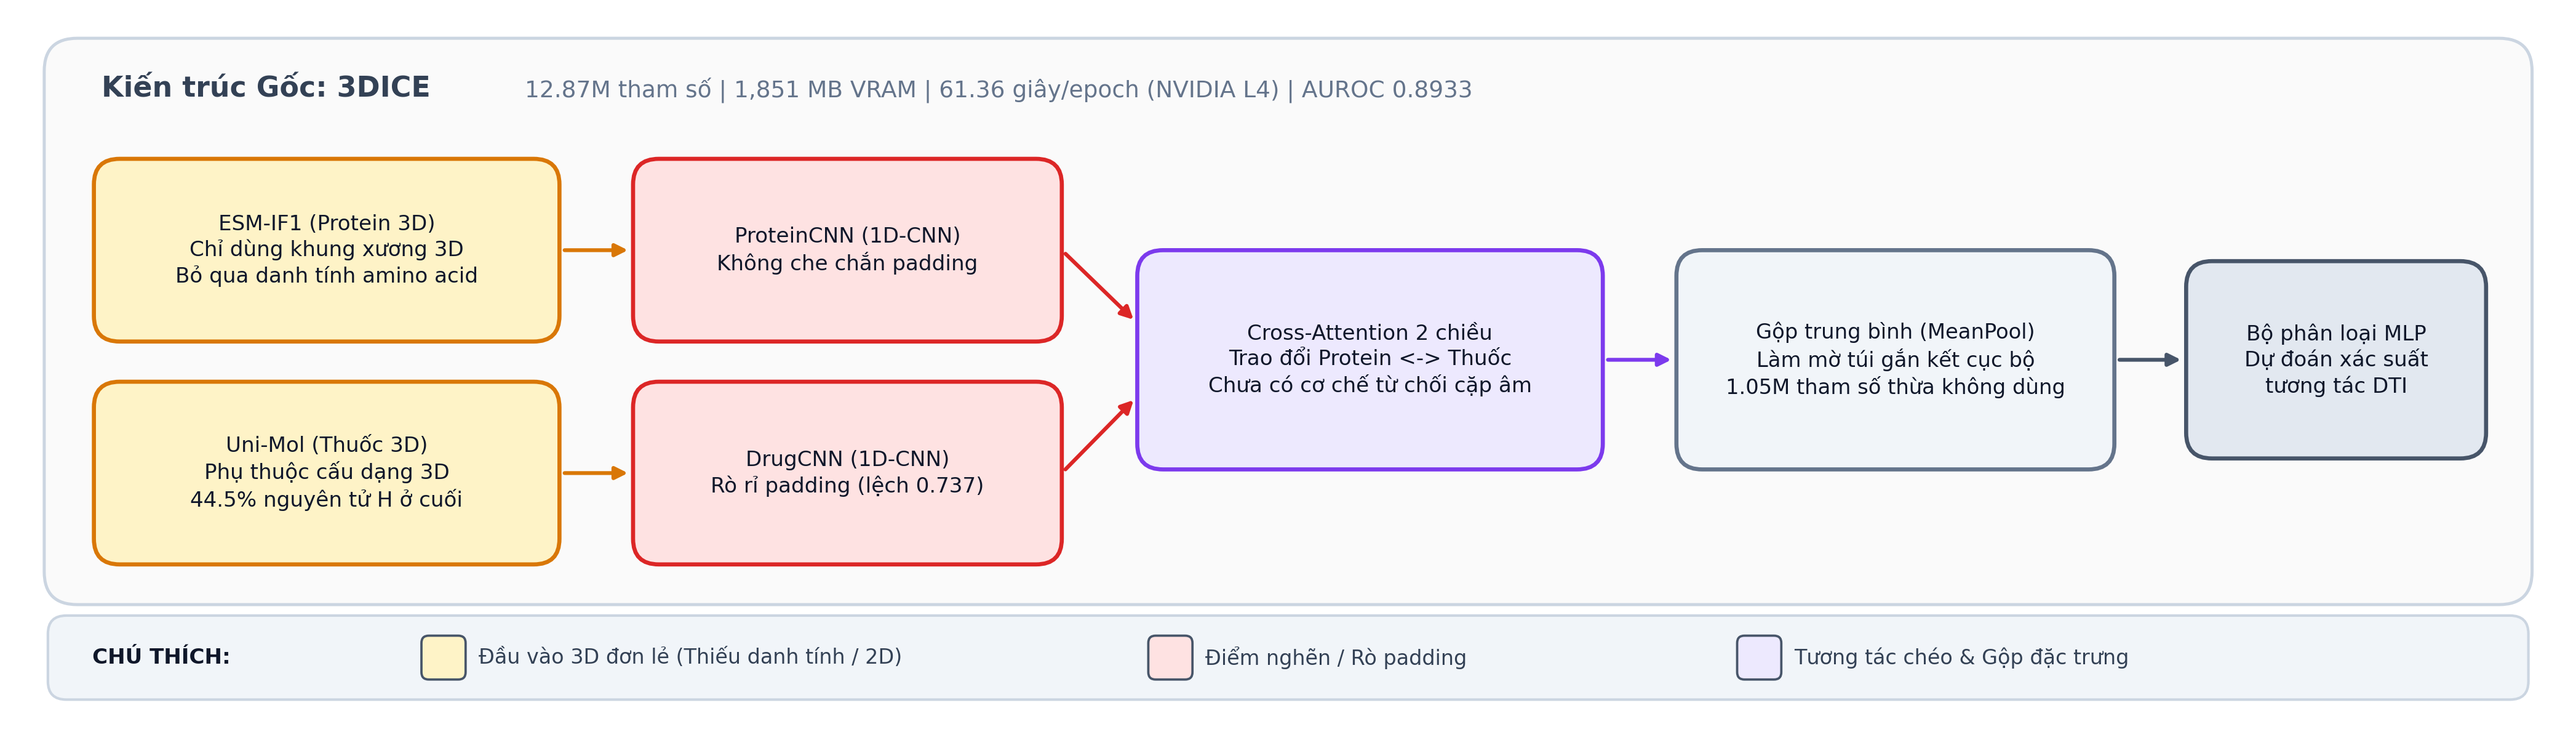 Kiến trúc Gốc: 3DICE
12.87M tham số | 1,851 MB VRAM | 61.36 giây/epoch (NVIDIA L4) | AUROC 0.8933
ESM-IF1 (Protein 3D)
Chỉ dùng khung xương 3D
Bỏ qua danh tính amino acid
ProteinCNN (1D-CNN)
Không che chắn padding
Uni-Mol (Thuốc 3D)
Phụ thuộc cấu dạng 3D
44.5% nguyên tử H ở cuối
DrugCNN (1D-CNN)
Rò rỉ padding (lệch 0.737)
Cross-Attention 2 chiều
Trao đổi Protein <-> Thuốc
Chưa có cơ chế từ chối cặp âm
Gộp trung bình (MeanPool)
Làm mờ túi gắn kết cục bộ
1.05M tham số thừa không dùng
Bộ phân loại MLP
Dự đoán xác suất
tương tác DTI
CHÚ THÍCH:
Đầu vào 3D đơn lẻ (Thiếu danh tính / 2D)
Điểm nghẽn / Rò padding
Tương tác chéo & Gộp đặc trưng